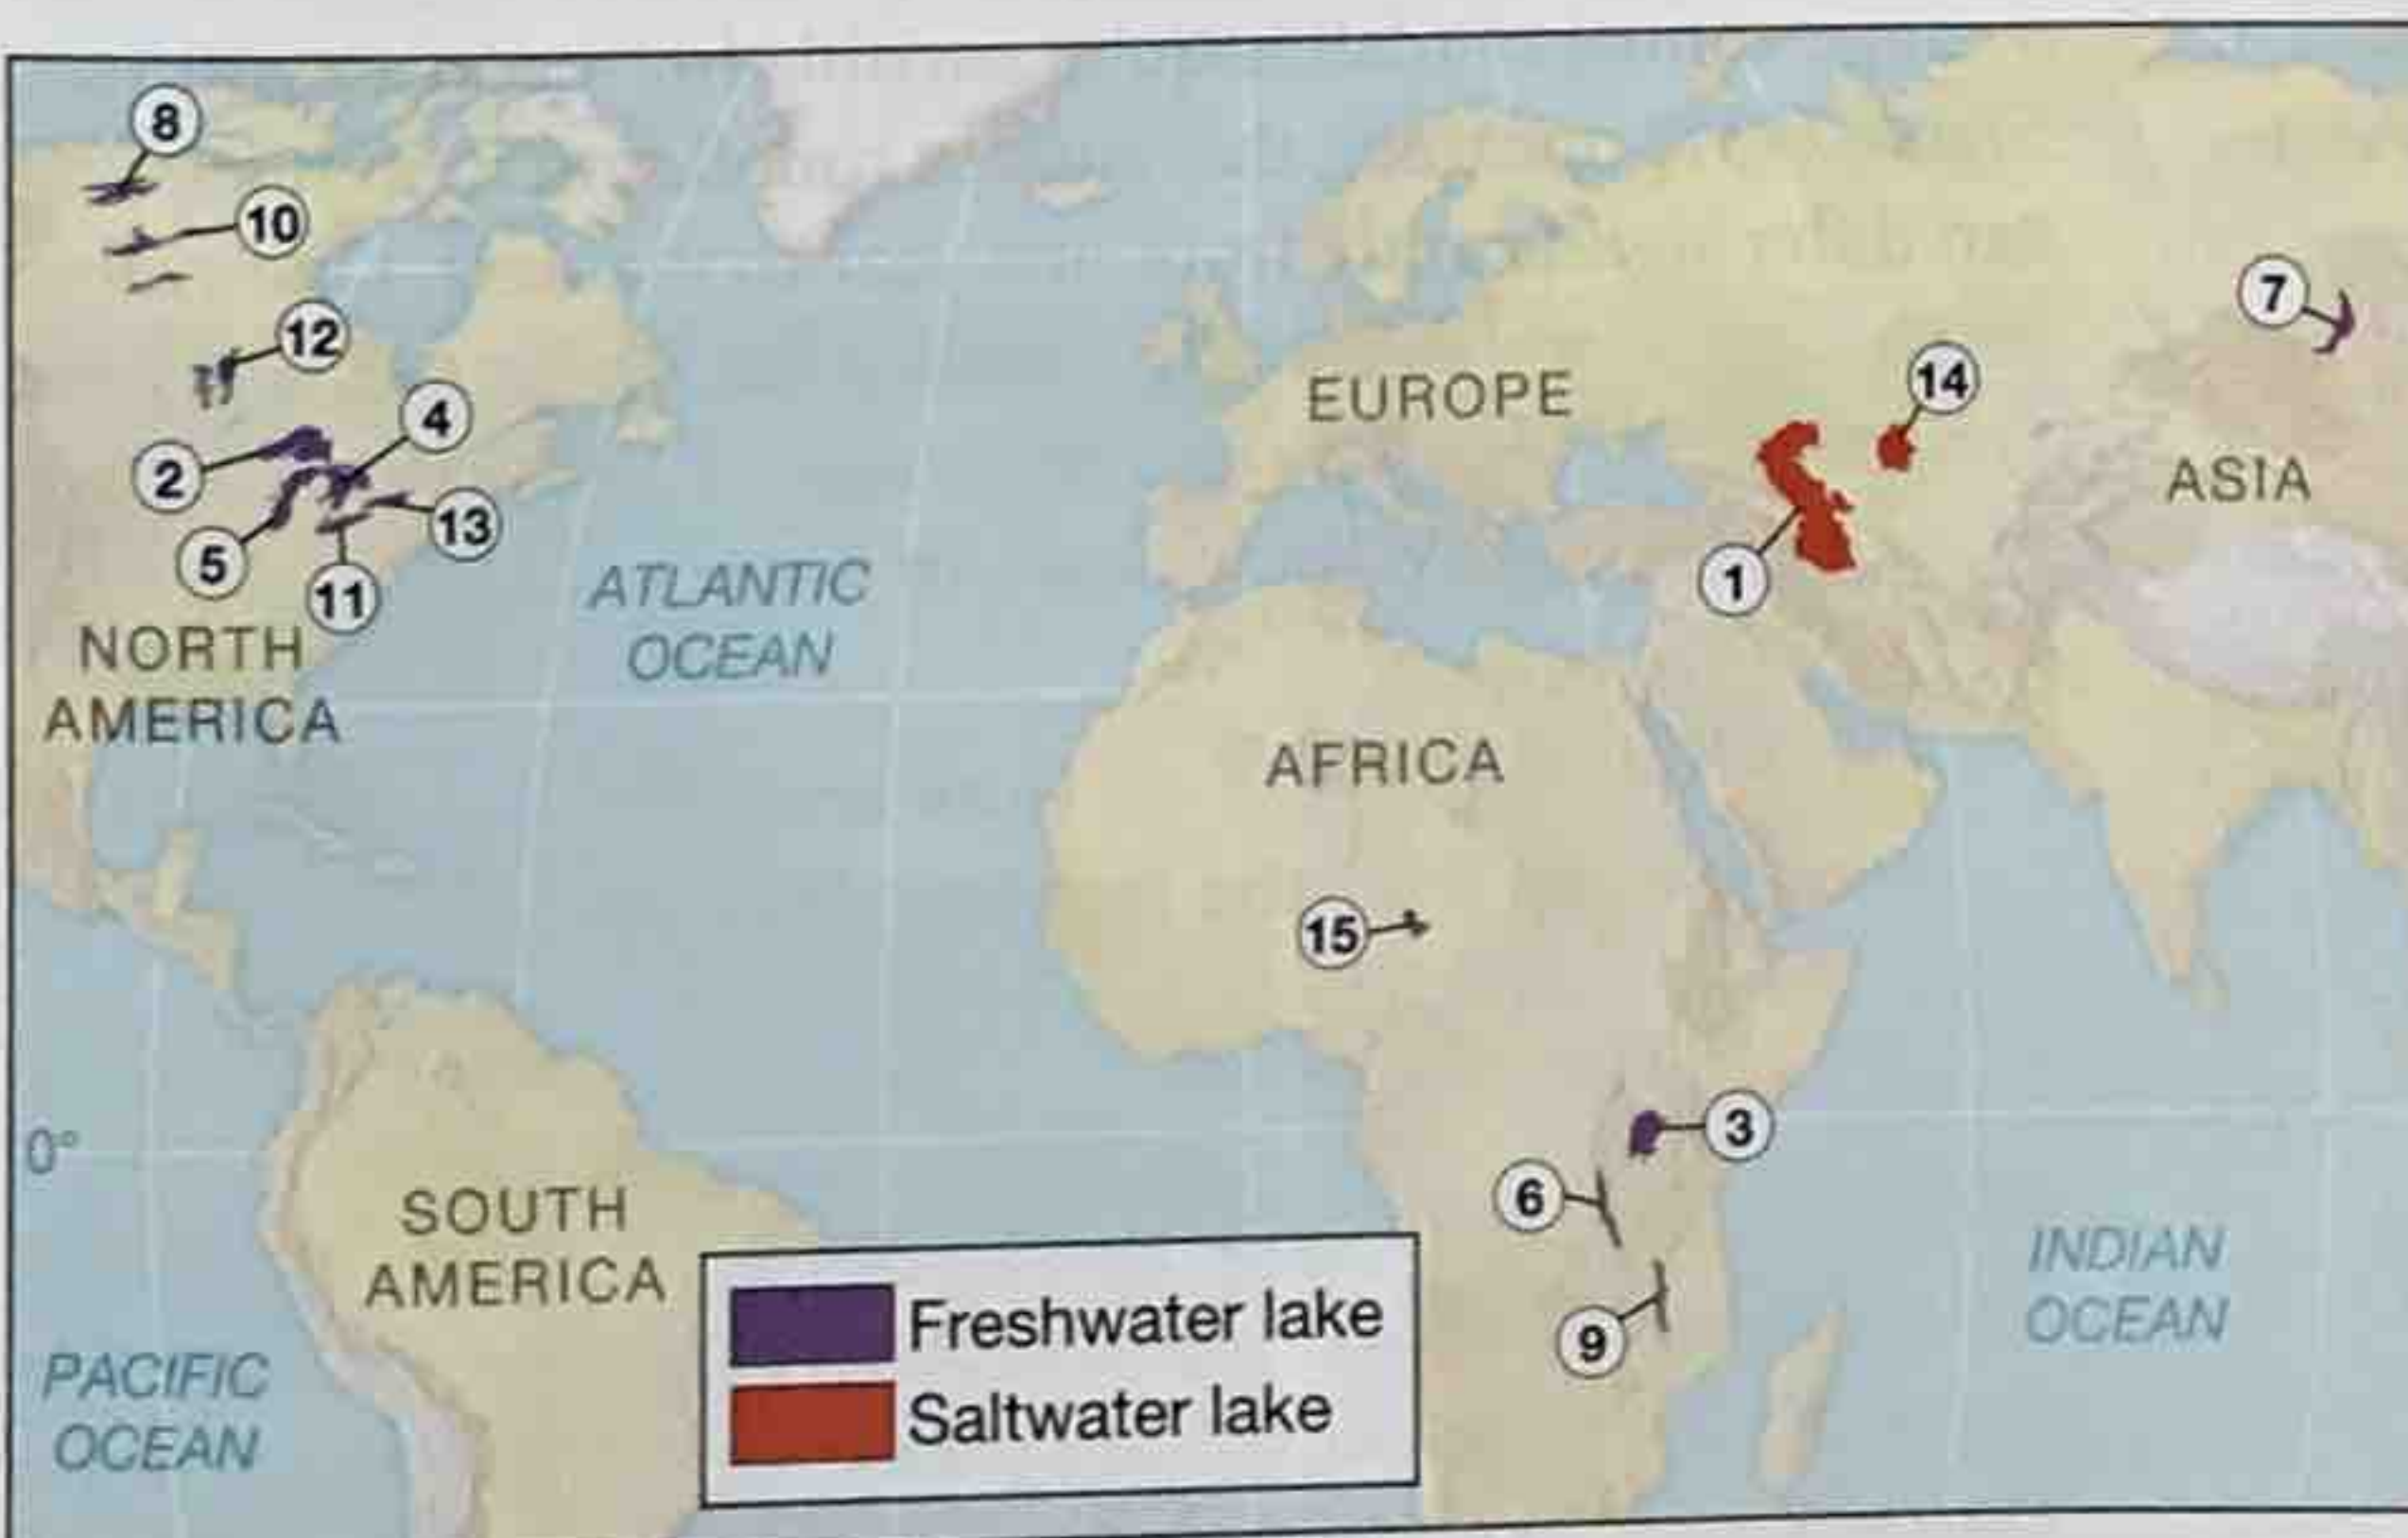 8
10
7
12
14
4
EUROPE
2
ASIA
13
5
1
11
ATLANTIC
OCEAN
NORTH
AMERICA
AFRICA
15
3
0°
6
SOUTH
AMERICA
INDIAN
OCEAN
9
Freshwater lake
Saltwater lake
PACIFIC
OCEAN